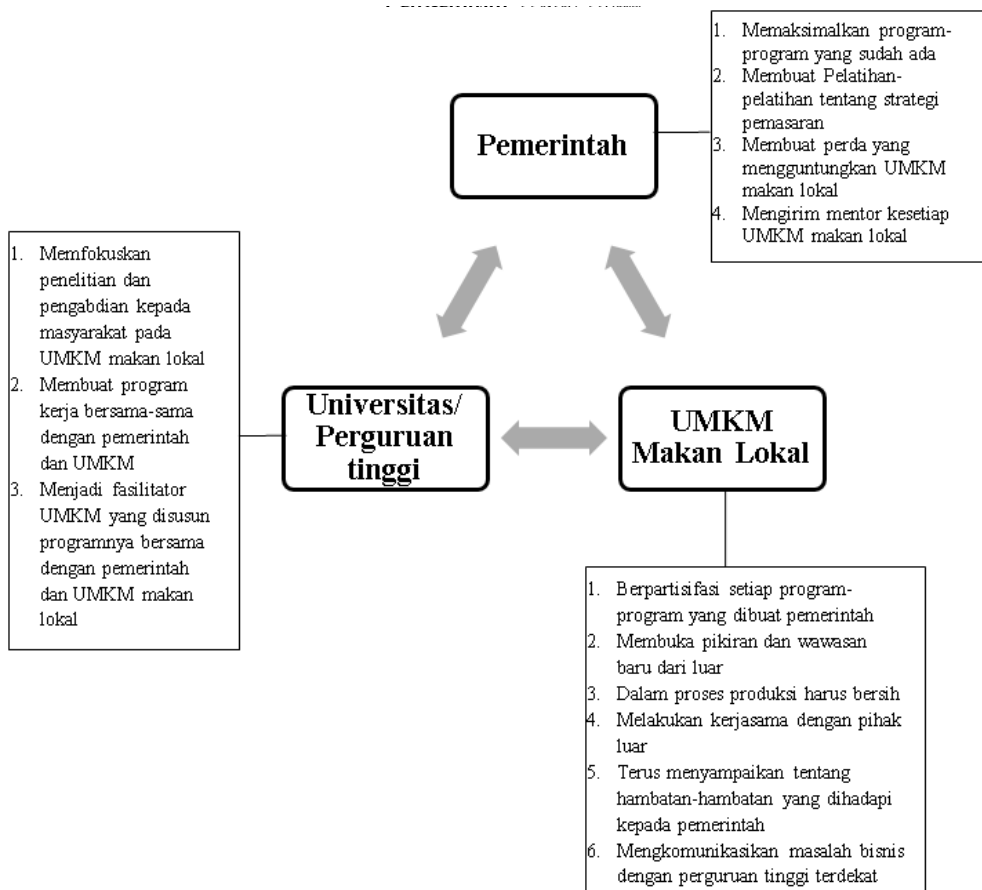 1. Memaksimalkan program-
program yang sudah ada
2. Membuat Pelatihan-
pelatihan tentang strategi
pemasaran
3. Membuat perda yang
mengguntungkan UMKM
makan lokal
4. Mengirim mentor kesetiap
UMKM makan lokal
Pemerintah
1. Memfokuskan
penelitian dan
pengabdian kepada
masyarakat pada
UMKM makan lokal
2. Membuat program
kerja bersama-sama
dengan pemerintah
dan UMKM
3. Menjadi fasilitator
UMKM yang disusun
programnya bersama
dengan pemerintah
dan UMKM makan
lokal
Universitas/
Perguruan
tinggi
UMKM
Makan Lokal
1. Berpartisifasi setiap program-
program yang dibuat pemerintah
2. Membuka pikiran dan wawasan
baru dari luar
3. Dalam proses produksi harus bersih
4. Melakukan kerjasama dengan pihak
luar
5. Terus menyampaikan tentang
hambatan-hambatan yang dihadapi
kepada pemerintah
6. Mengkomunikasikan masalah bisnis
dengan perguruan tinggi terdekat